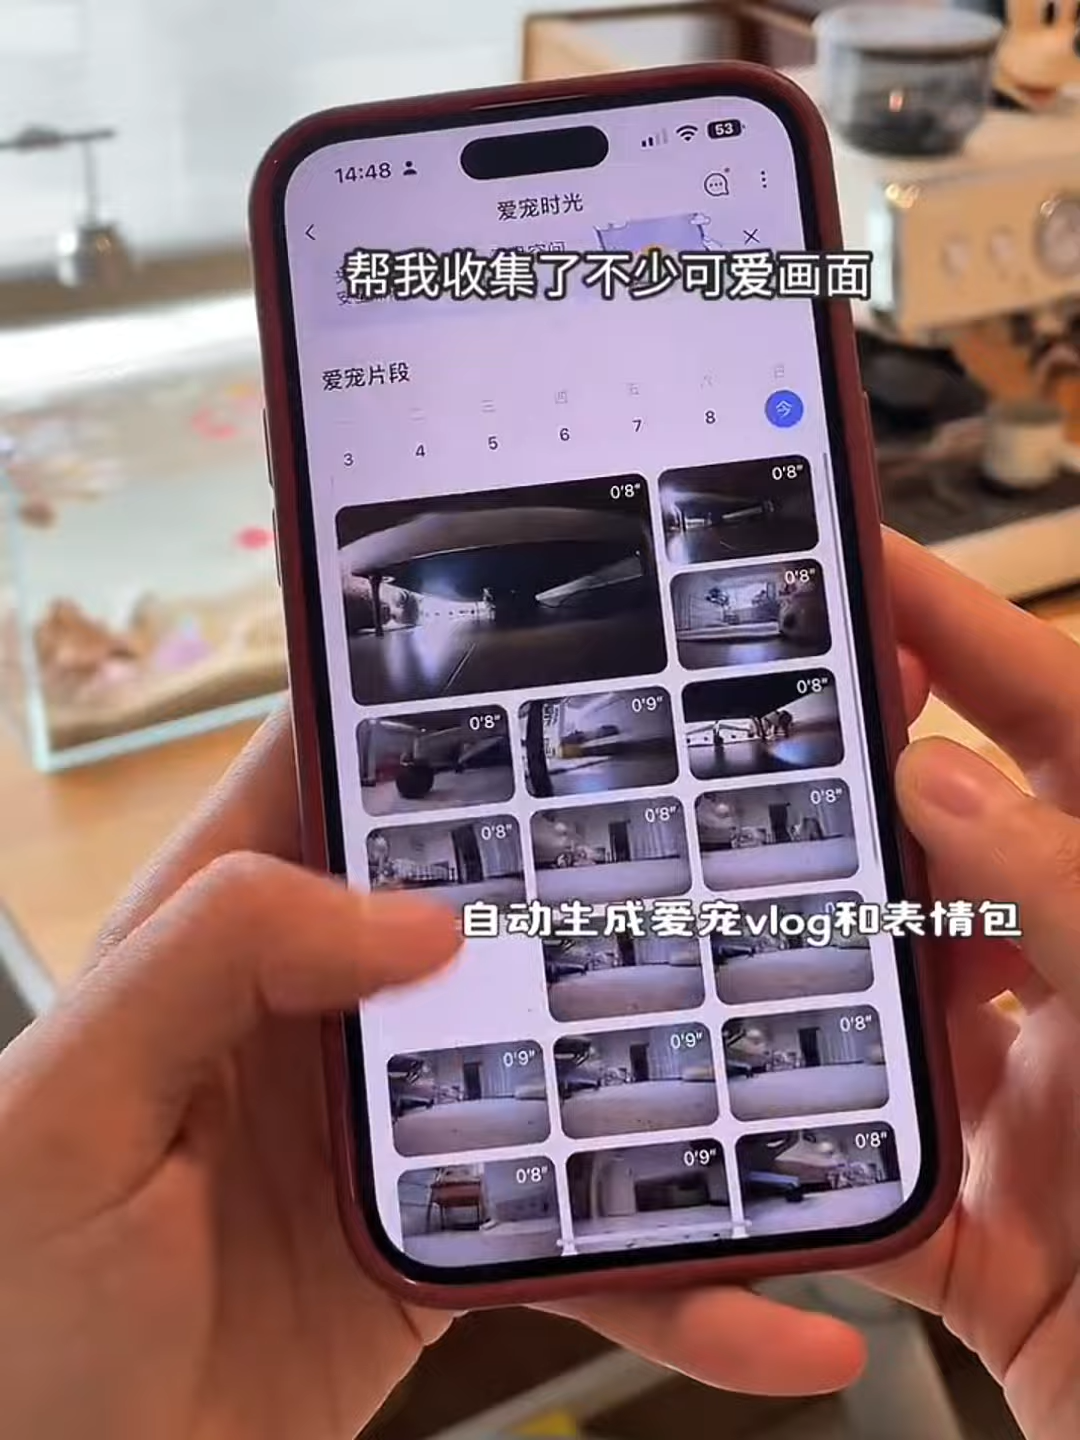 14:48
53
爱宠时光
帮我收集了不少可爱画面
爱宠片段
二 三 四 五 六 日
3 4 5 6 7 8 今
0'8"
0'8"
0'8"
0'8"
0'9"
0'8"
0'8"
0'8"
0'8"
自动生成爱宠vlog和表情包
0'9"
0'9"
0'8"
0'8"
0'9"
0'8"